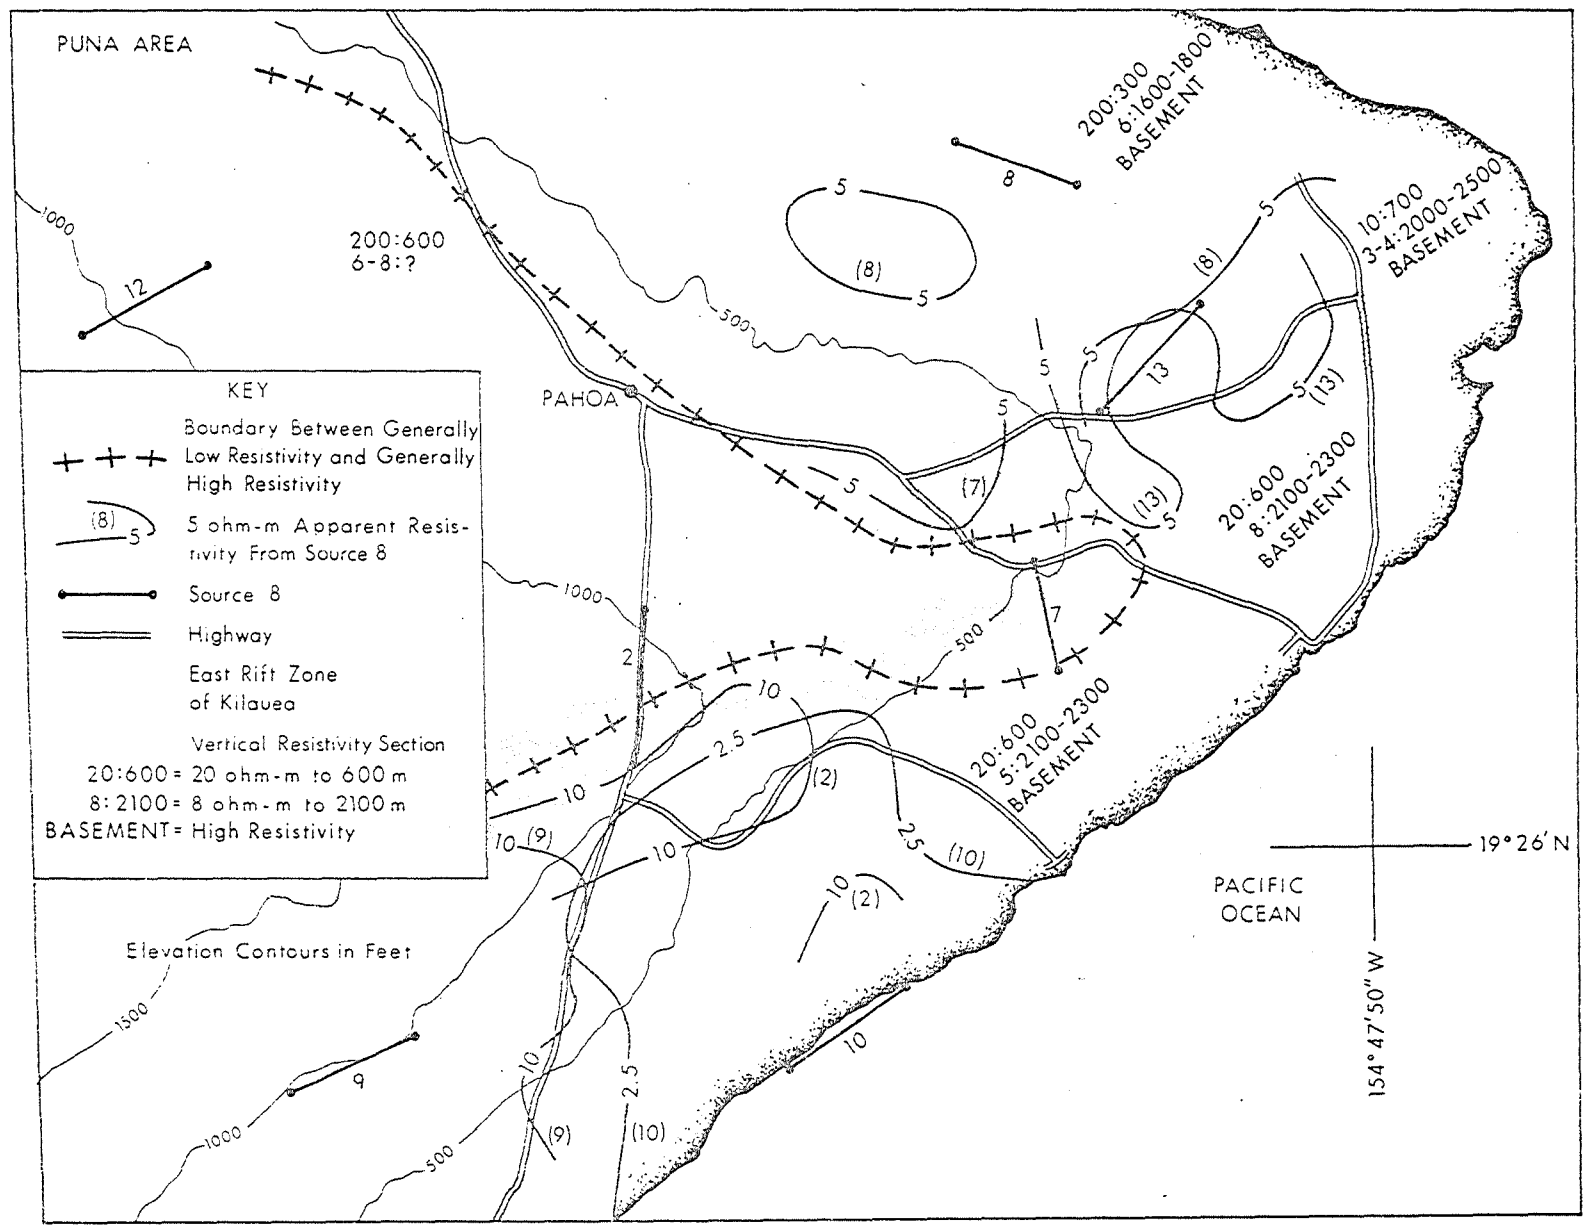 PUNA AREA
200:300
6:1600-1800
BASEMENT
8
5
(8)
5
5
(8)
10:700
3-4:2000-2500
BASEMENT
1000
200:600
6-8:?
12
500
5
5
13
5
(13)
PAHOA
5
5
(7)
(13)
5
20:600
8:2100-2300
BASEMENT
KEY
Boundary Between Generally
Low Resistivity and Generally
High Resistivity
(8)
5
5 ohm-m Apparent Resis-
tivity From Source 8
Source 8
Highway
East Rift Zone
of Kilauea
Vertical Resistivity Section
20:600 = 20 ohm-m to 600 m
8:2100 = 8 ohm-m to 2100 m
BASEMENT = High Resistivity
1000
7
500
2
10
2.5
20:600
5:2100-2300
BASEMENT
10
(2)
10
(9)
10
2.5
(10)
19°26'N
10
(2)
PACIFIC
OCEAN
Elevation Contours in Feet
1500
154°47'50" W
10
9
10
2.5
1000
(9)
(10)
500